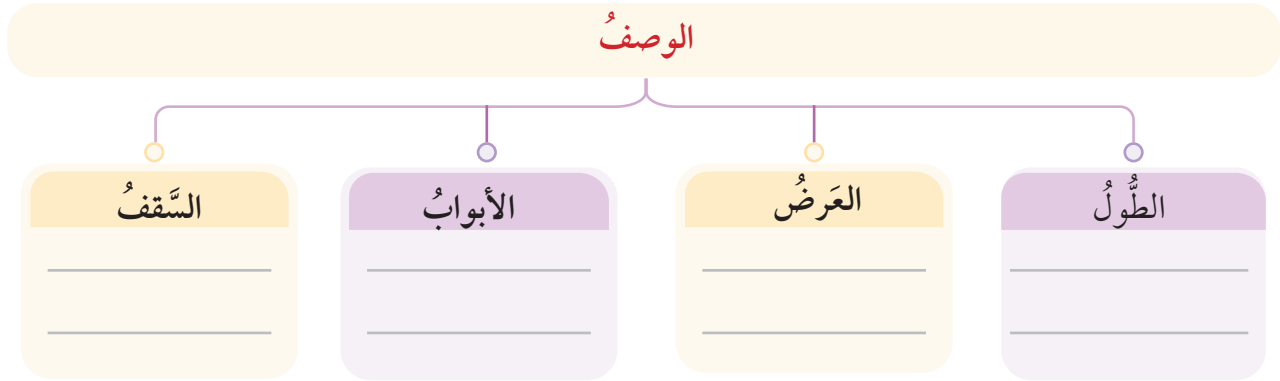 الوصفُ
الطُّولُ
العَرضُ
الأبوابُ
السَّقفُ